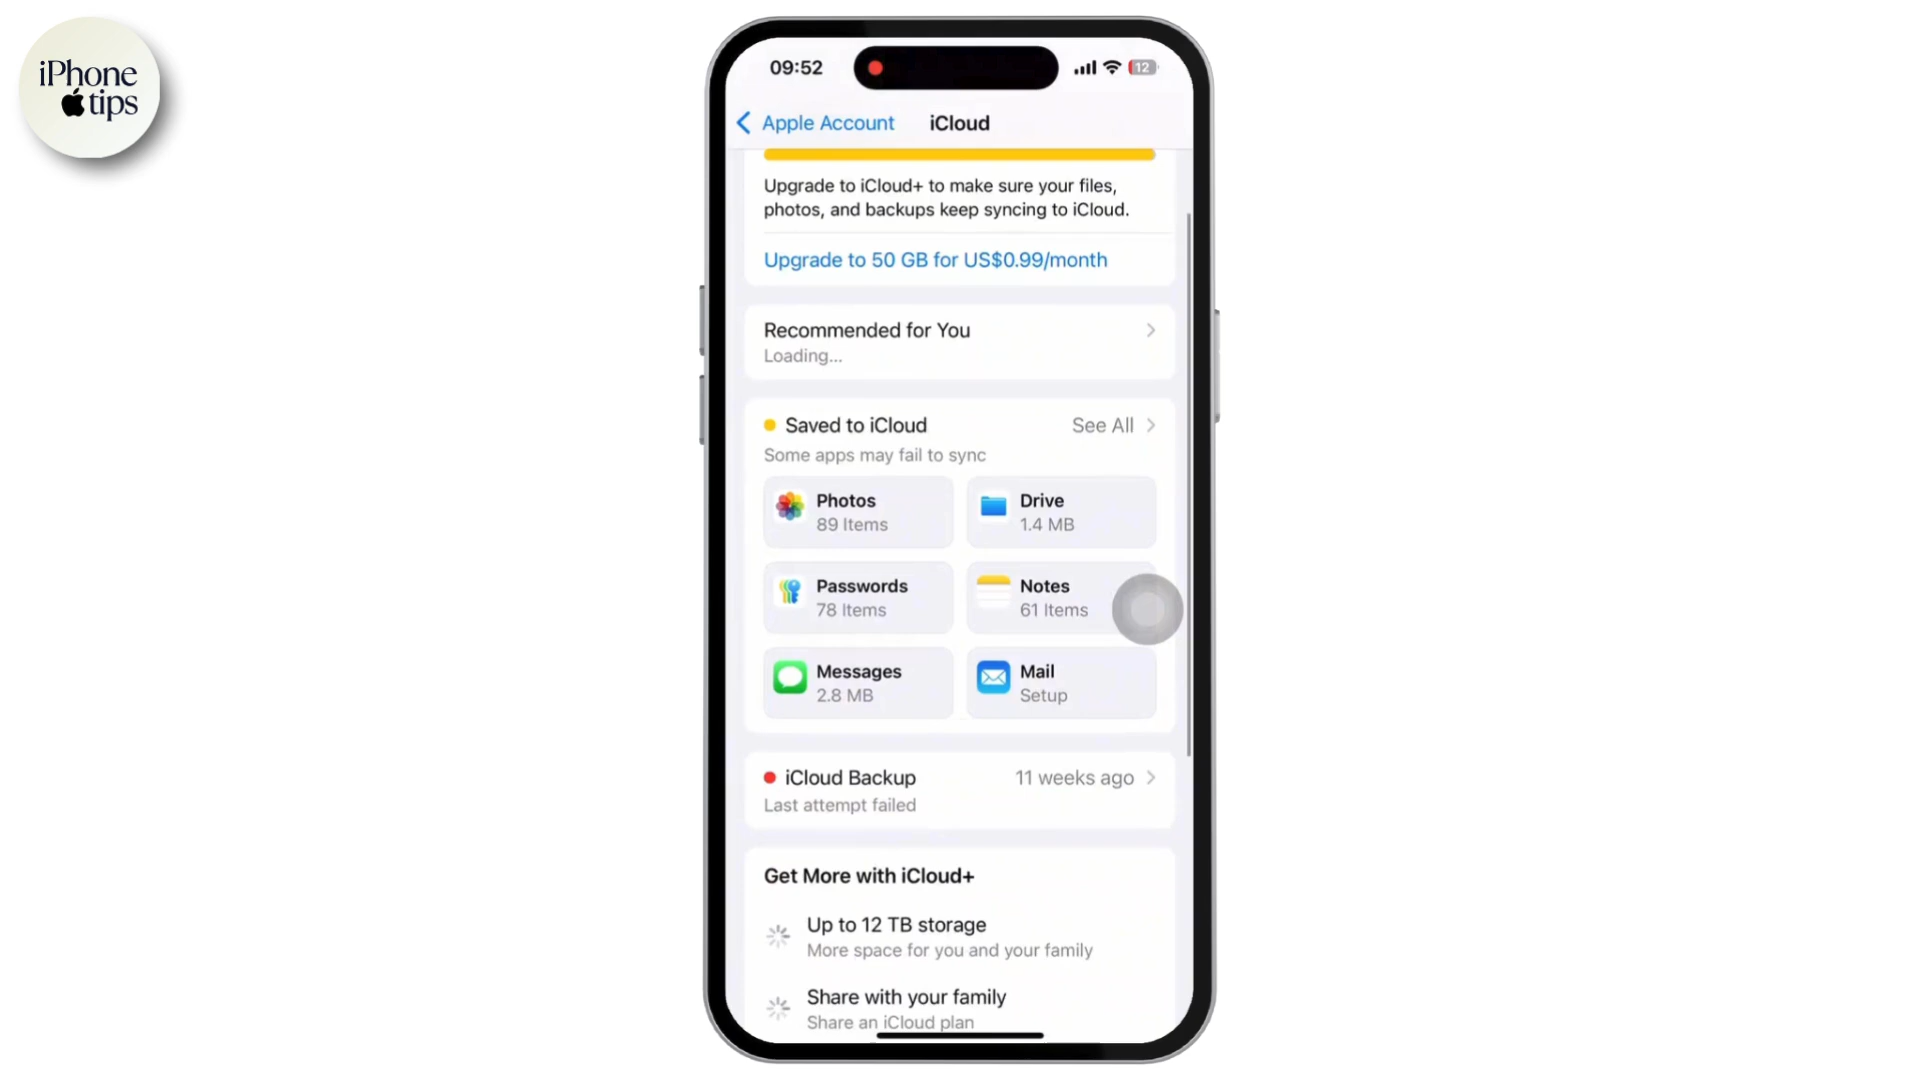 iPhone
tips
09:52
12
Apple Account
iCloud
Upgrade to iCloud+ to make sure your files,
photos, and backups keep syncing to iCloud.
Upgrade to 50 GB for US$0.99/month
Recommended for You
Loading...
Saved to iCloud
See All
Some apps may fail to sync
Photos
89 Items
Drive
1.4 MB
Passwords
78 Items
Notes
61 Items
Messages
2.8 MB
Mail
Setup
iCloud Backup
11 weeks ago
Last attempt failed
Get More with iCloud+
Up to 12 TB storage
More space for you and your family
Share with your family
Share an iCloud plan